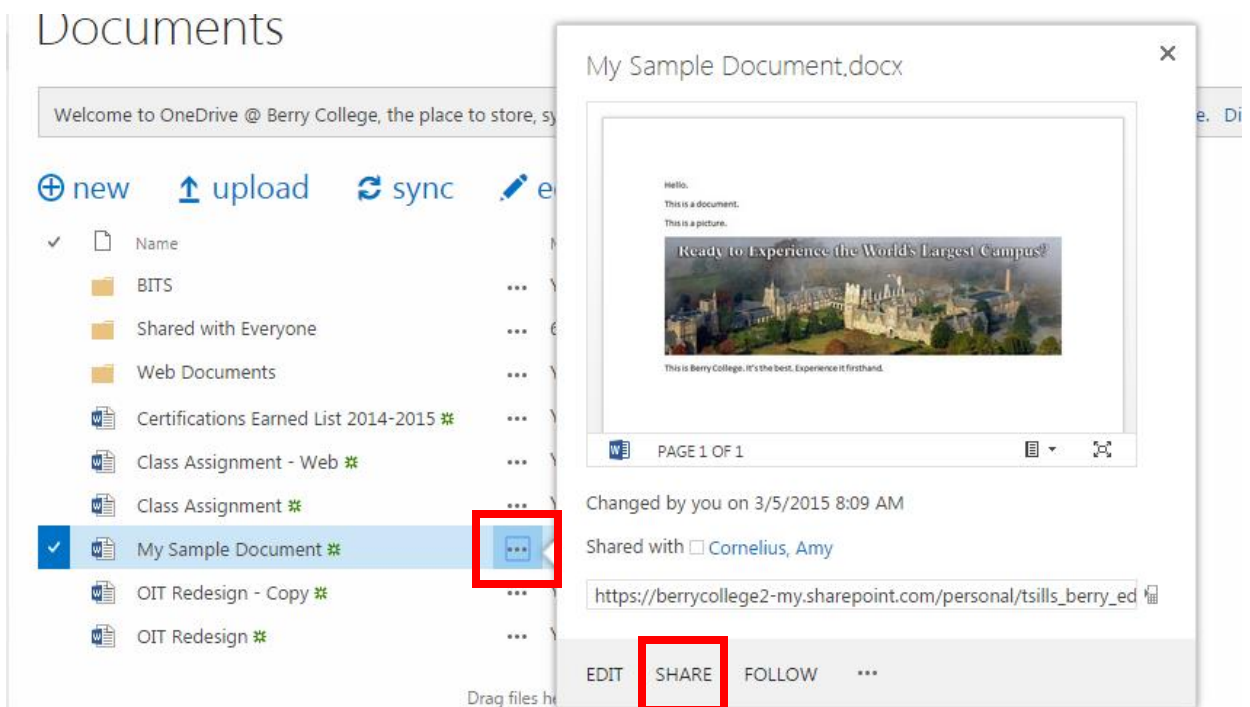 Documents
Welcome to OneDrive @ Berry College, the place to store, sy
e. Di
new upload sync e
Name
BITS ...
Shared with Everyone ... 6
Web Documents ...
Certifications Earned List 2014-2015 ...
Class Assignment - Web ...
Class Assignment ...
My Sample Document ...
OIT Redesign - Copy ...
OIT Redesign ...
Drag files he
My Sample Document.docx
Hello.
This is a document.
This is a picture.
Ready to Experience the World's Largest Campus?
This is Berry College. It's the best. Experience it firsthand.
PAGE 1 OF 1
Changed by you on 3/5/2015 8:09 AM
Shared with Cornelius, Amy
https://berrycollege2-my.sharepoint.com/personal/tsills_berry_ed
EDIT SHARE FOLLOW ...